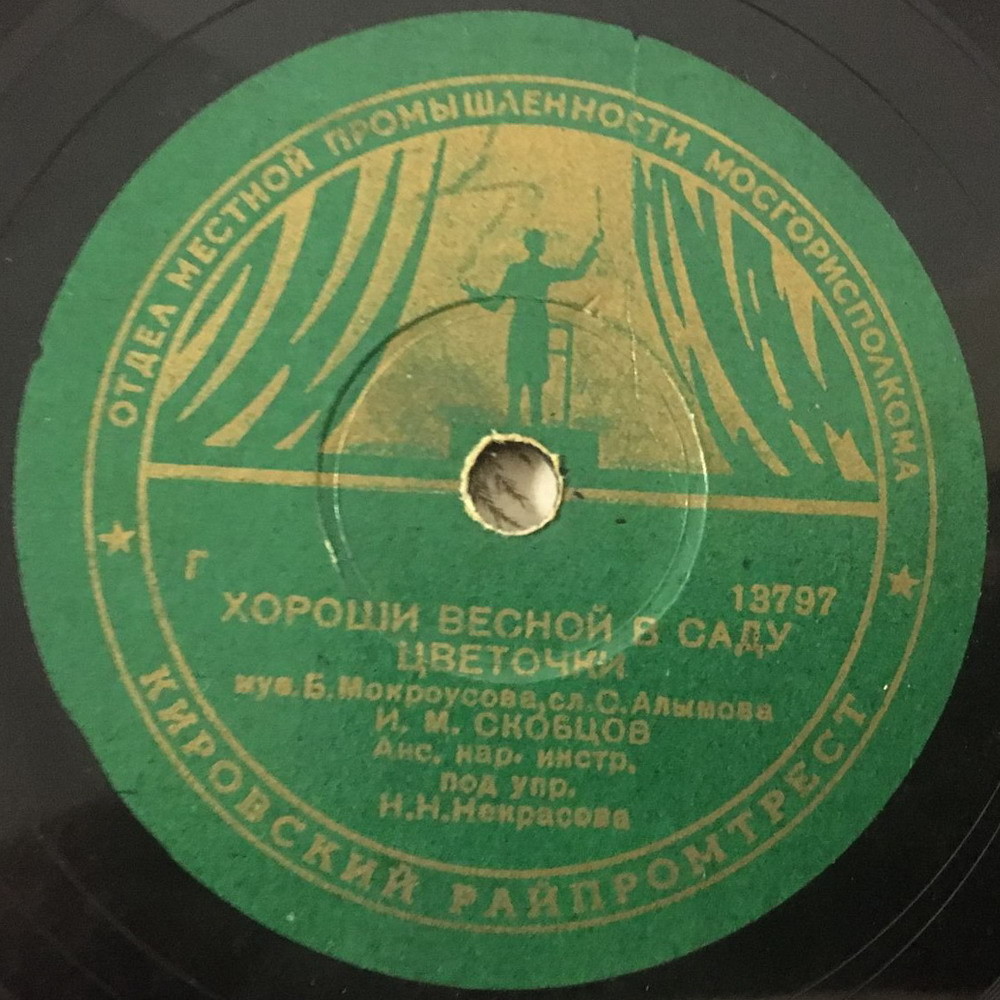 ОТДЕЛ МЕСТНОЙ ПРОМЫШЛЕННОСТИ МОСГОРИСПОЛКОМА
Г
13797
ХОРОШИ ВЕСНОЙ В САДУ
ЦВЕТОЧКИ
муз.Б.Мокроусова,сл.С.Алымова
И. М. СКОБЦОВ
Анс. нар. инстр.
под упр.
Н.Н.Некрасова
КИРОВСКИЙ РАЙПРОМТРЕСТ